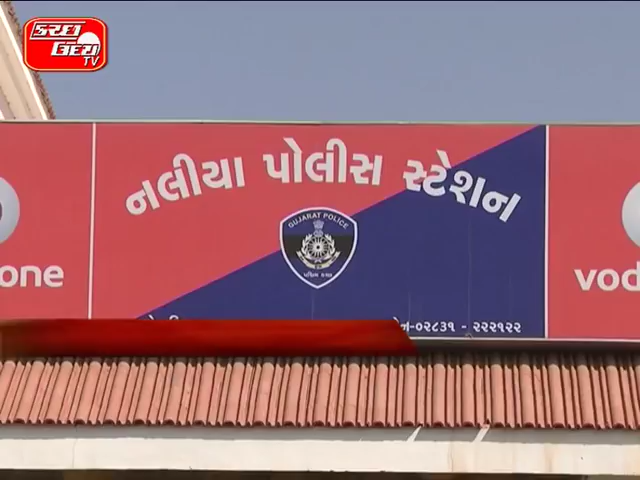 કચ્છ
ઉદય
TV
નલીયા પોલીસ સ્ટેશન
GUJARAT POLICE
one
vod
ન-૦૨૮૩૧ - ૨૨૨૧૨૨